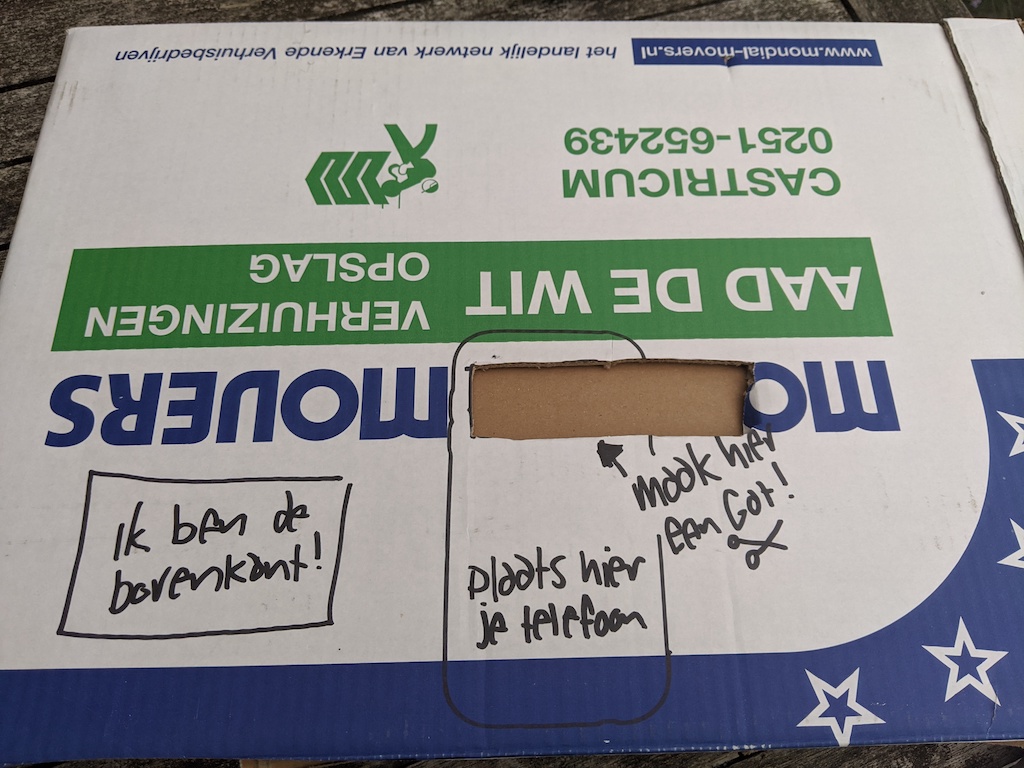 www.mondial-movers.nl het landelijk netwerk van Erkende Verhuisbedrijven
CASTRICUM
0251-652439
AAD DE WIT
VERHUIZINGEN
OPSLAG
MO
MOVERS
Ik ben de
bovenkant!
plaats hier
je telefoon
maak hier
een Gat!